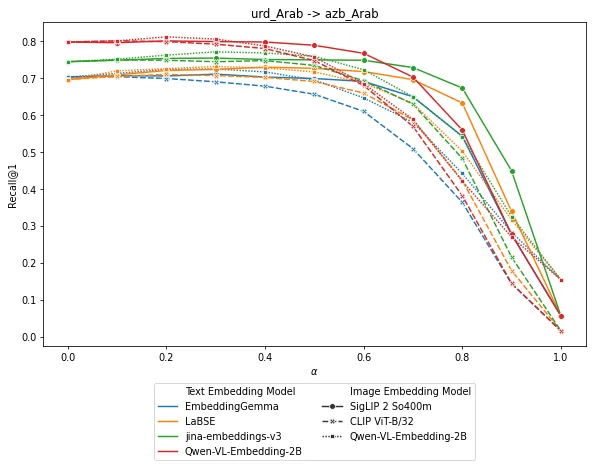 urd_Arab -> azb_Arab
Recall@1
0.8
0.7
0.6
0.5
0.4
0.3
0.2
0.1
0.0
0.0 0.2 0.4 0.6 0.8 1.0
α
Text Embedding Model Image Embedding Model
EmbeddingGemma SigLIP 2 So400m
LaBSE CLIP ViT-B/32
jina-embeddings-v3 Qwen-VL-Embedding-2B
Qwen-VL-Embedding-2B